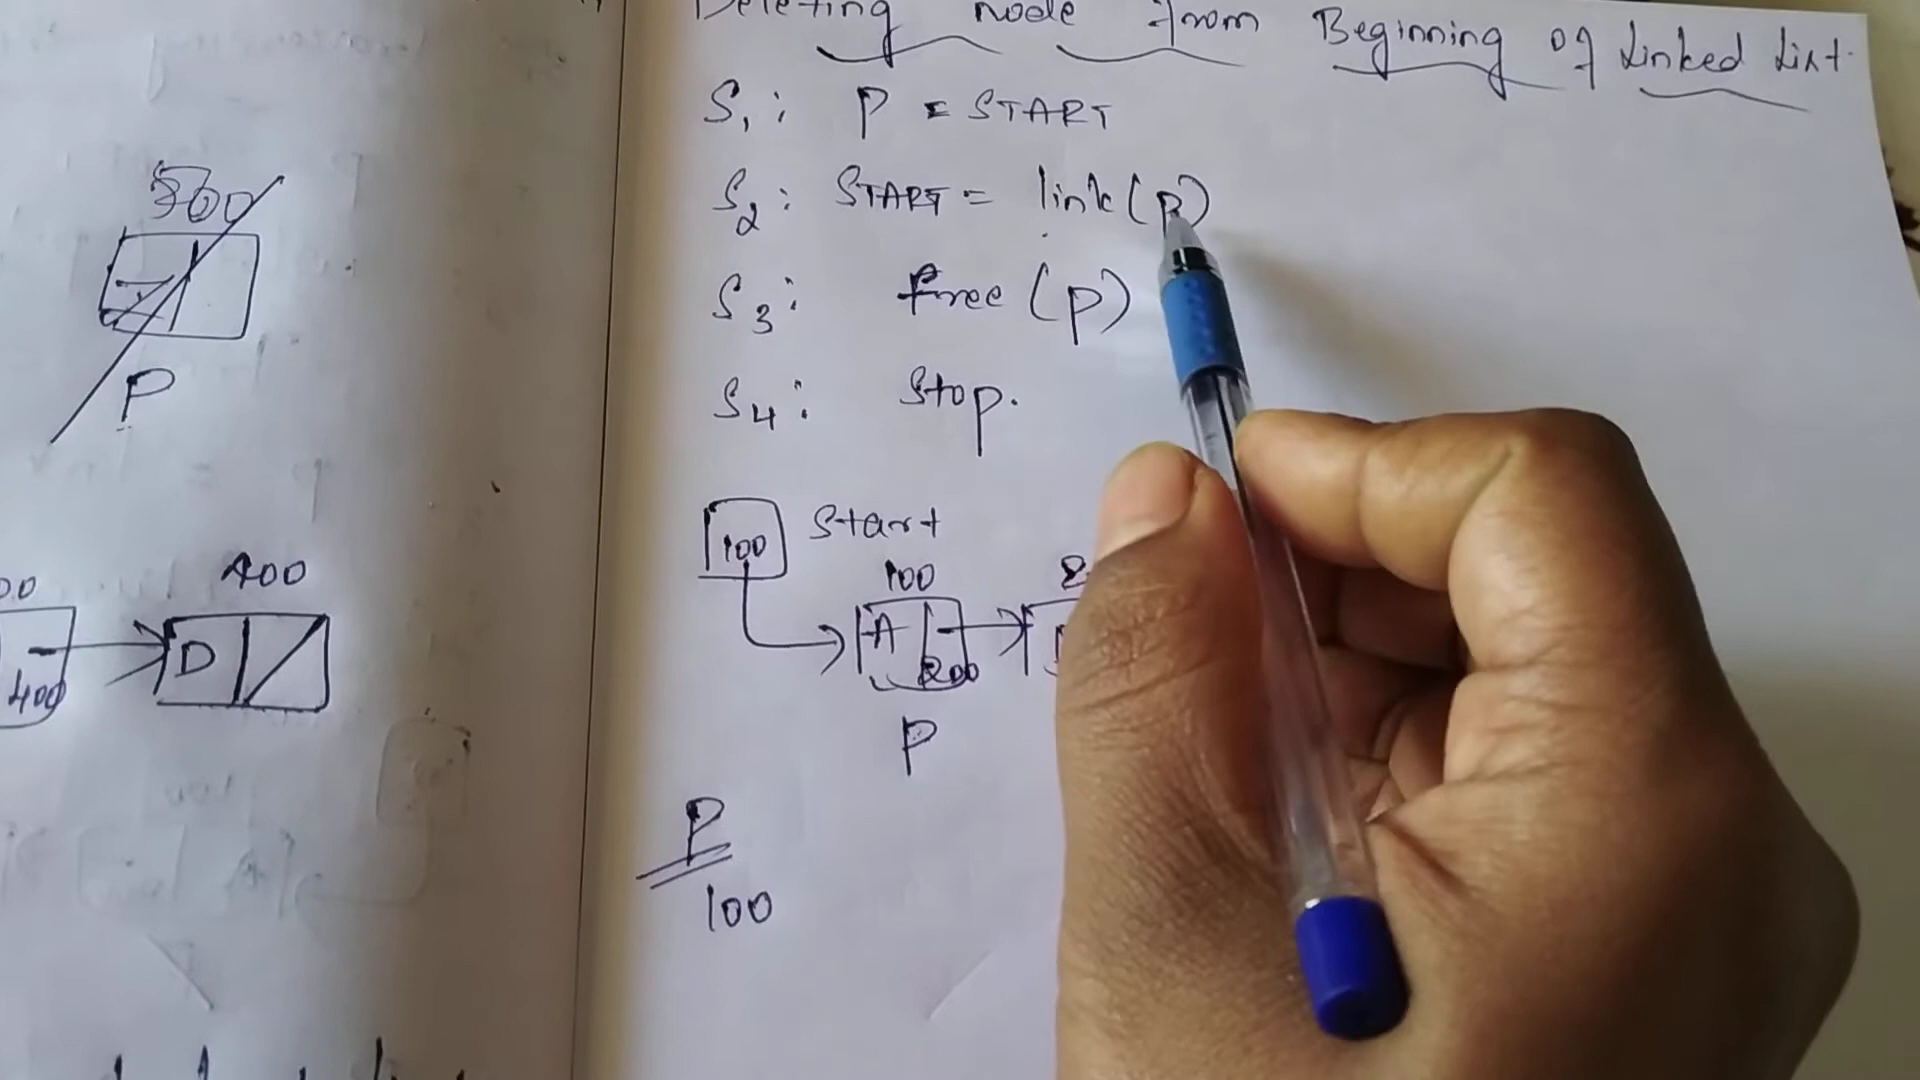 Deleting node from Beginning of Linked List.
S1: P = START
S2: START = link(P)
S3: free (P)
S4: Stop.
100 Start
100
A 200
P
P
100
500
P
400
D
400